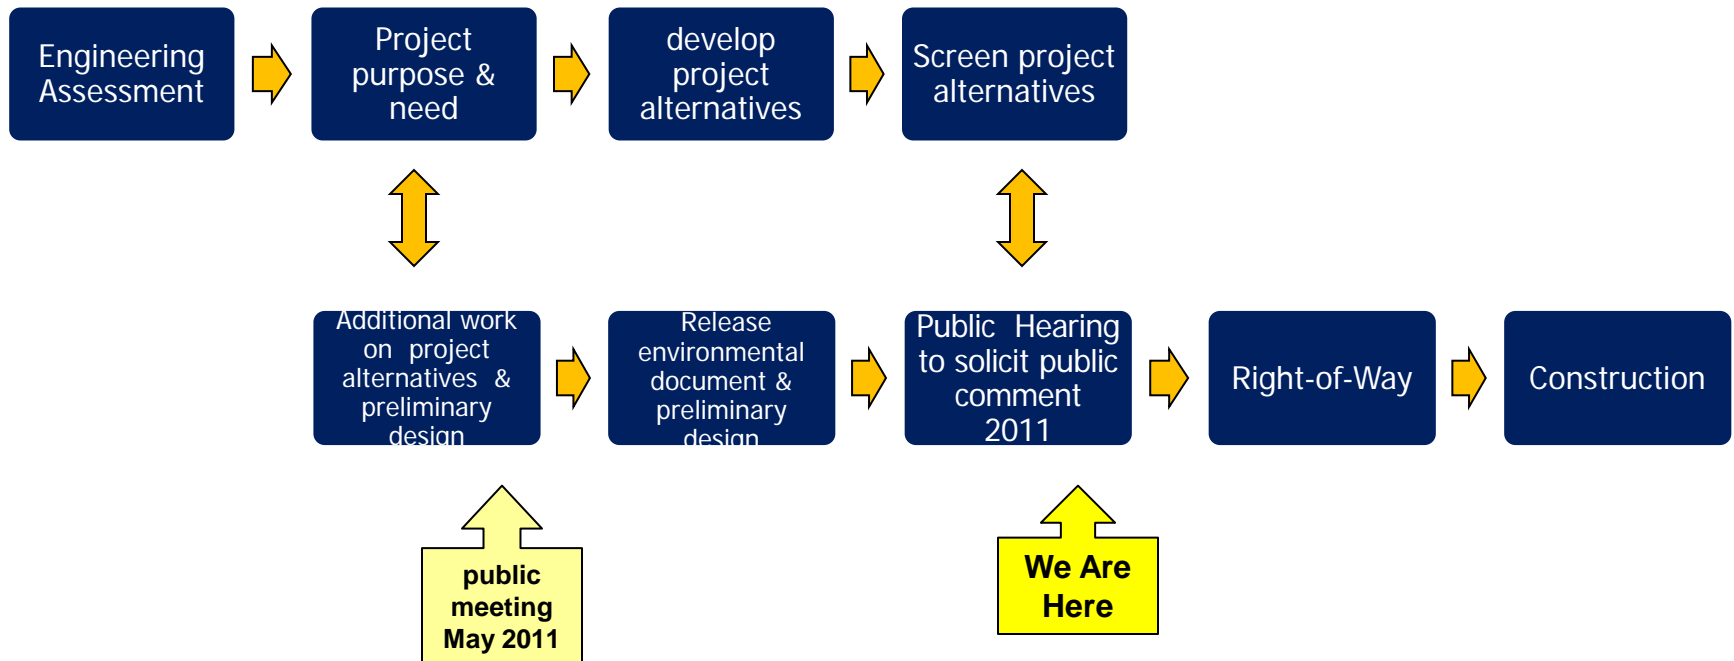 Engineering
Assessment
Project
purpose &
need
develop
project
alternatives
Screen project
alternatives
Additional work
on project
alternatives &
preliminary
design
Release
environmental
document &
preliminary
design
Public Hearing
to solicit public
comment
2011
Right-of-Way
Construction
public
meeting
May 2011
We Are
Here